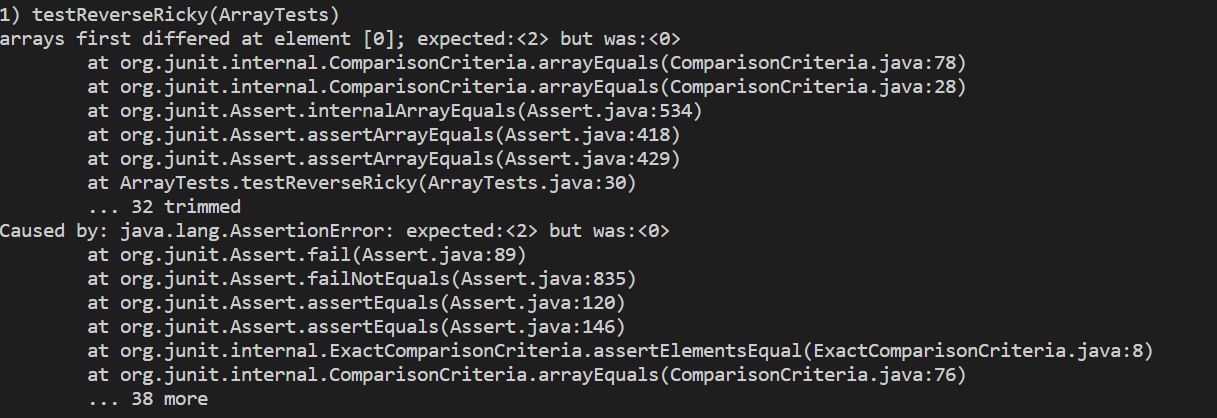 1) testReverseRicky(ArrayTests)
arrays first differed at element [0]; expected:<2> but was:<0>
        at org.junit.internal.ComparisonCriteria.arrayEquals(ComparisonCriteria.java:78)
        at org.junit.internal.ComparisonCriteria.arrayEquals(ComparisonCriteria.java:28)
        at org.junit.Assert.internalArrayEquals(Assert.java:534)
        at org.junit.Assert.assertArrayEquals(Assert.java:418)
        at org.junit.Assert.assertArrayEquals(Assert.java:429)
        at ArrayTests.testReverseRicky(ArrayTests.java:30)
        ... 32 trimmed
Caused by: java.lang.AssertionError: expected:<2> but was:<0>
        at org.junit.Assert.fail(Assert.java:89)
        at org.junit.Assert.failNotEquals(Assert.java:835)
        at org.junit.Assert.assertEquals(Assert.java:120)
        at org.junit.Assert.assertEquals(Assert.java:146)
        at org.junit.internal.ExactComparisonCriteria.assertElementsEqual(ExactComparisonCriteria.java:8)
        at org.junit.internal.ComparisonCriteria.arrayEquals(ComparisonCriteria.java:76)
        ... 38 more